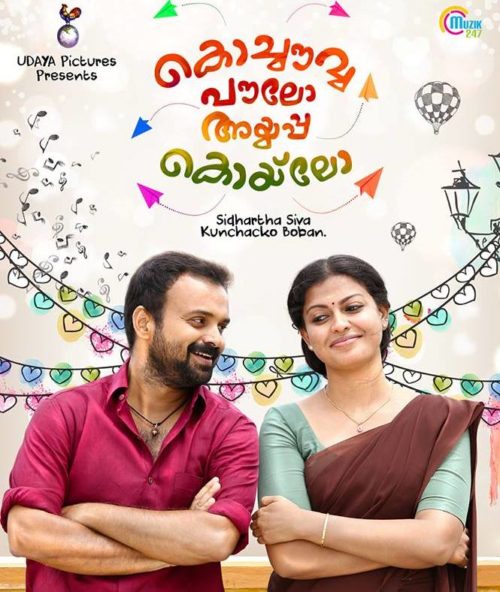 UDAYA Pictures
Presents
MUZIK
247
കൊച്ചൗവ്വ
പൗലോ
അയ്യപ്പ
കൊയ്‌ലോ
Sidhartha Siva
Kunchacko Boban.